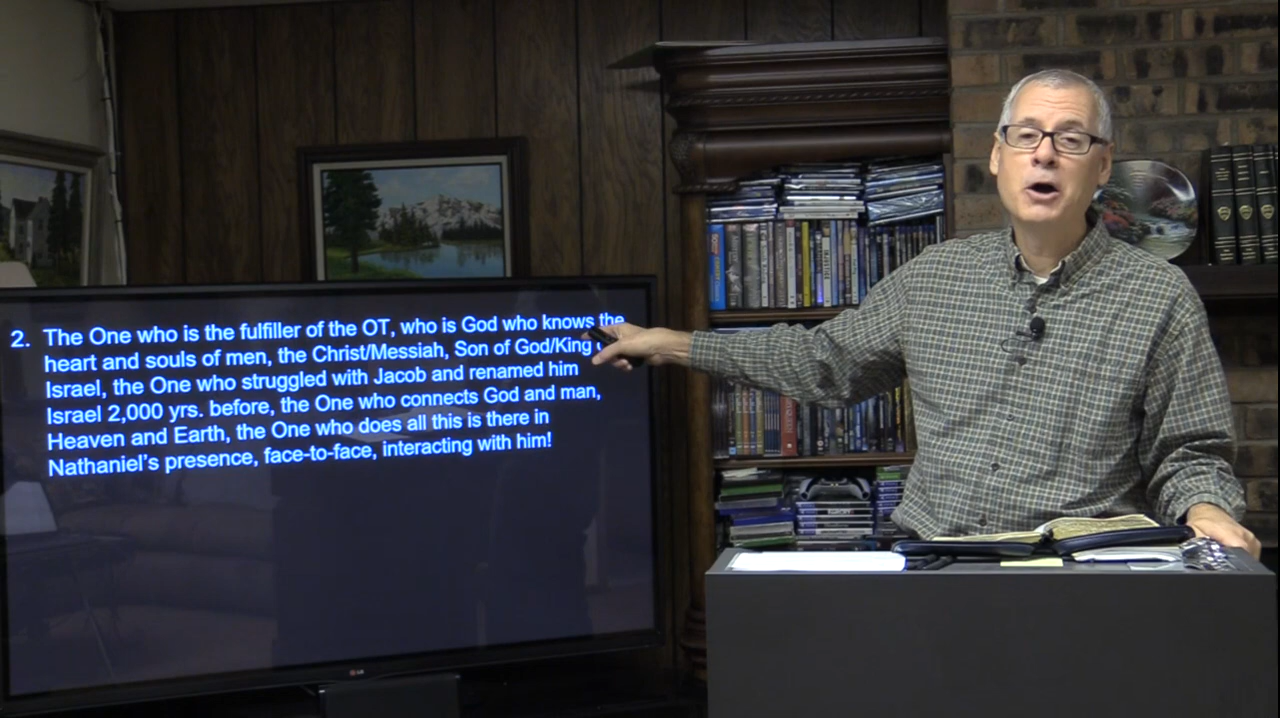 2. The One who is the fulfiller of the OT, who is God who knows the
heart and souls of men, the Christ/Messiah, Son of God/King
Israel, the One who struggled with Jacob and renamed him
Israel 2,000 yrs. before, the One who connects God and man,
Heaven and Earth, the One who does all this is there in
Nathaniel's presence, face-to-face, interacting with him!
LG